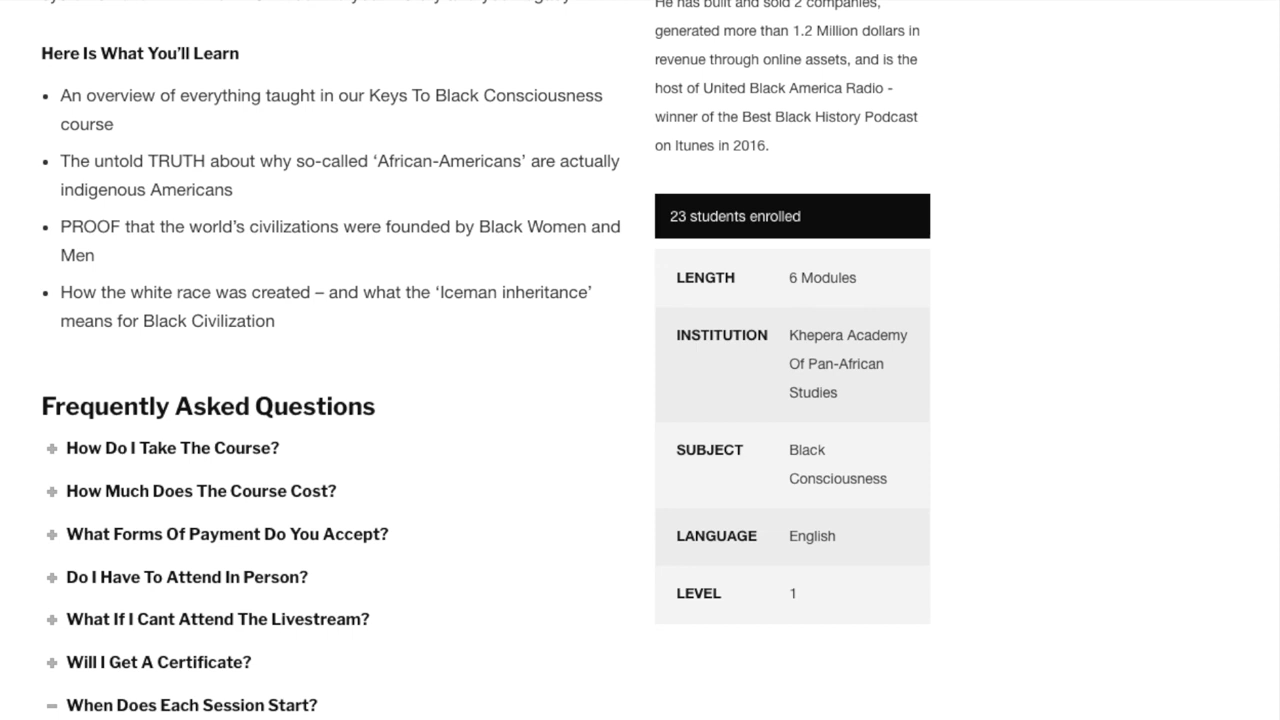 Here Is What You’ll Learn
An overview of everything taught in our Keys To Black Consciousness
course
The untold TRUTH about why so-called ‘African-Americans’ are actually
indigenous Americans
PROOF that the world’s civilizations were founded by Black Women and
Men
How the white race was created – and what the ‘Iceman inheritance’
means for Black Civilization
Frequently Asked Questions
How Do I Take The Course?
How Much Does The Course Cost?
What Forms Of Payment Do You Accept?
Do I Have To Attend In Person?
What If I Cant Attend The Livestream?
Will I Get A Certificate?
When Does Each Session Start?
He has built and sold 2 companies,
generated more than 1.2 Million dollars in
revenue through online assets, and is the
host of United Black America Radio -
winner of the Best Black History Podcast
on Itunes in 2016.
23 students enrolled
LENGTH 6 Modules
INSTITUTION Khepera Academy
Of Pan-African
Studies
SUBJECT Black
Consciousness
LANGUAGE English
LEVEL 1